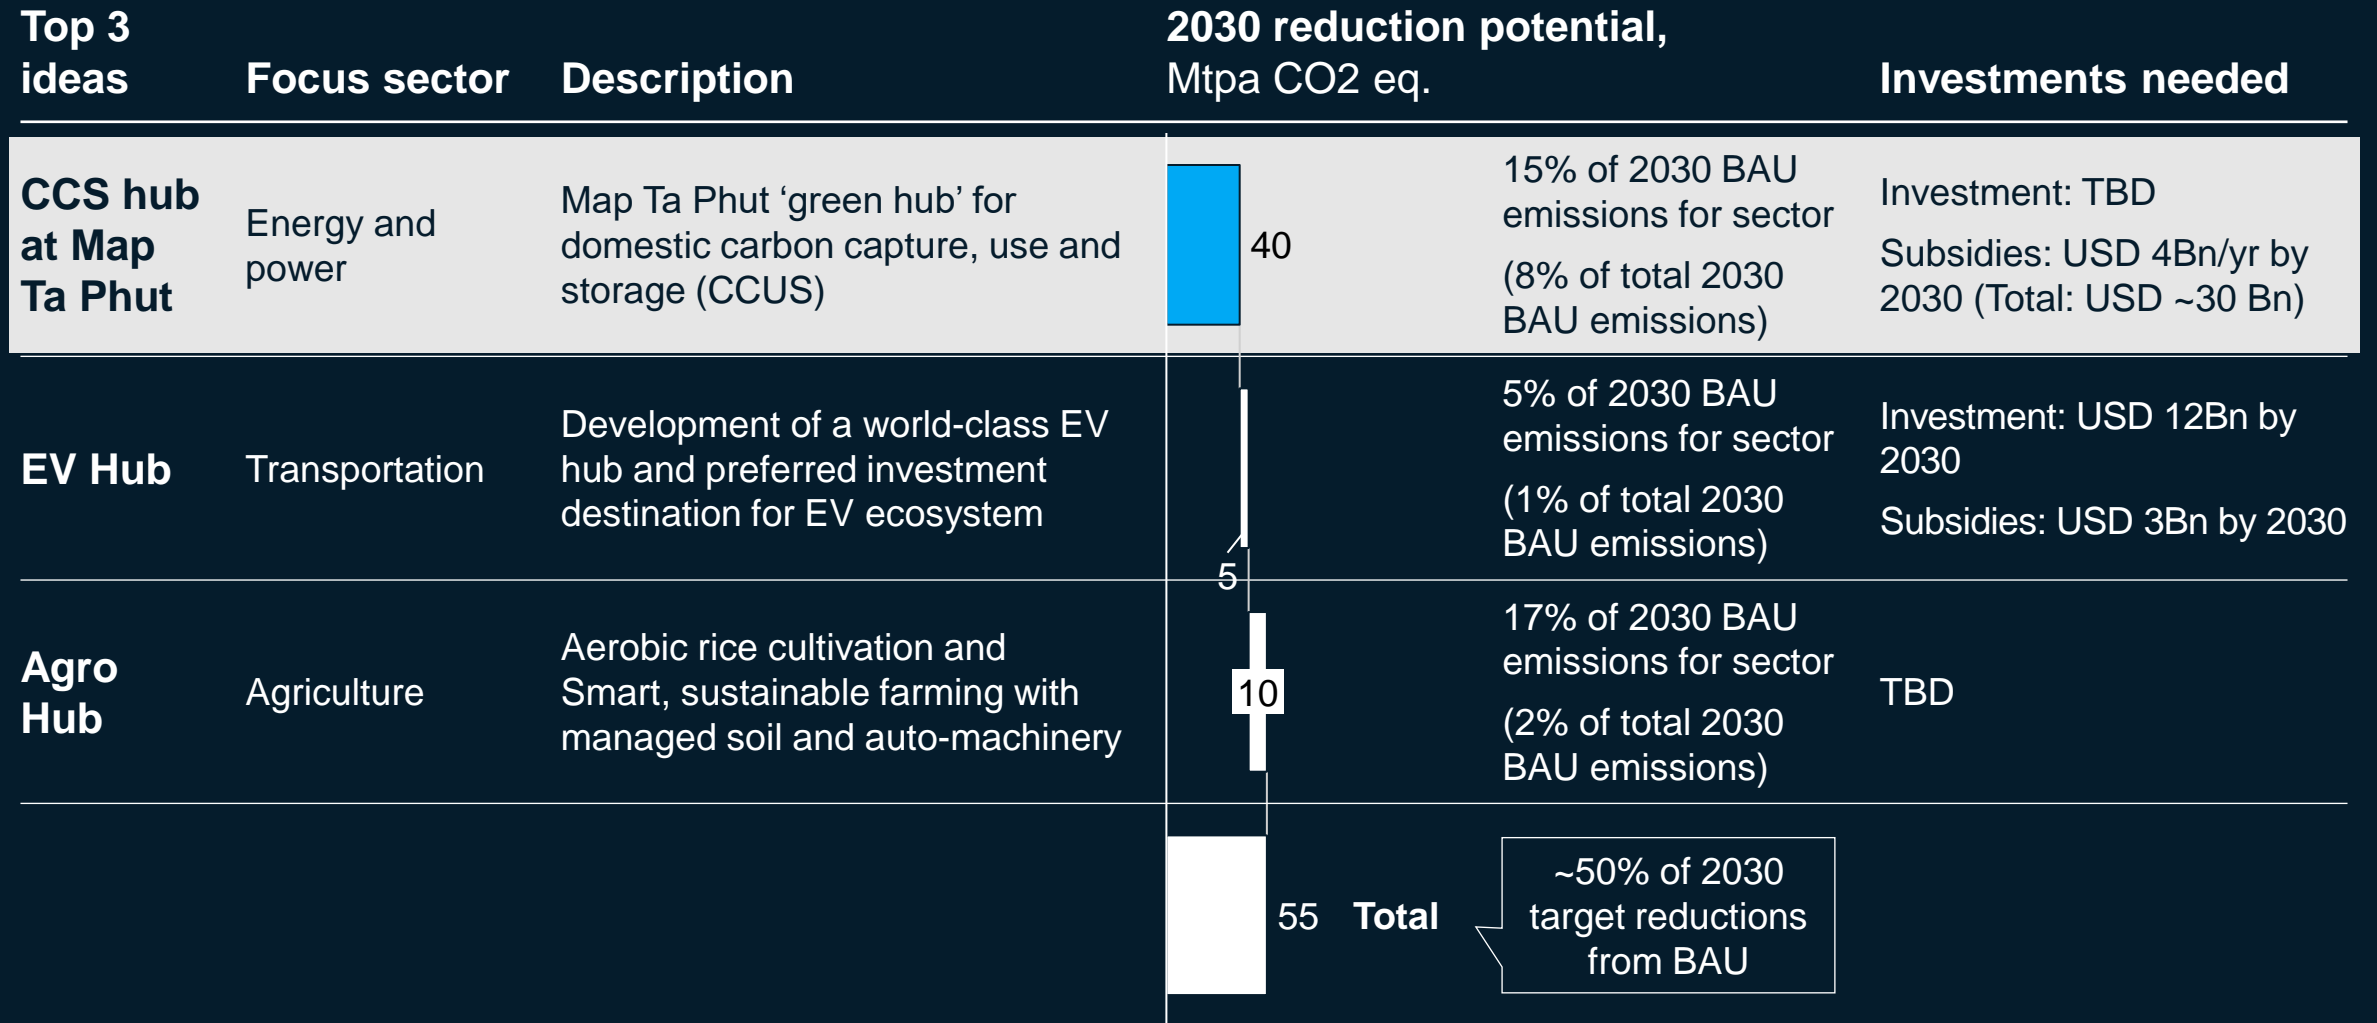 Top 3
ideas
Focus sector
Description
2030 reduction potential,
Mtpa CO2 eq.
Investments needed
CCS hub
at Map
Ta Phut
Energy and
power
Map Ta Phut ‘green hub’ for
domestic carbon capture, use and
storage (CCUS)
40
15% of 2030 BAU
emissions for sector
(8% of total 2030
BAU emissions)
Investment: TBD
Subsidies: USD 4Bn/yr by
2030 (Total: USD ~30 Bn)
EV Hub
Transportation
Development of a world-class EV
hub and preferred investment
destination for EV ecosystem
5
5% of 2030 BAU
emissions for sector
(1% of total 2030
BAU emissions)
Investment: USD 12Bn by
2030
Subsidies: USD 3Bn by 2030
Agro
Hub
Agriculture
Aerobic rice cultivation and
Smart, sustainable farming with
managed soil and auto-machinery
10
17% of 2030 BAU
emissions for sector
(2% of total 2030
BAU emissions)
TBD
55
Total
~50% of 2030
target reductions
from BAU